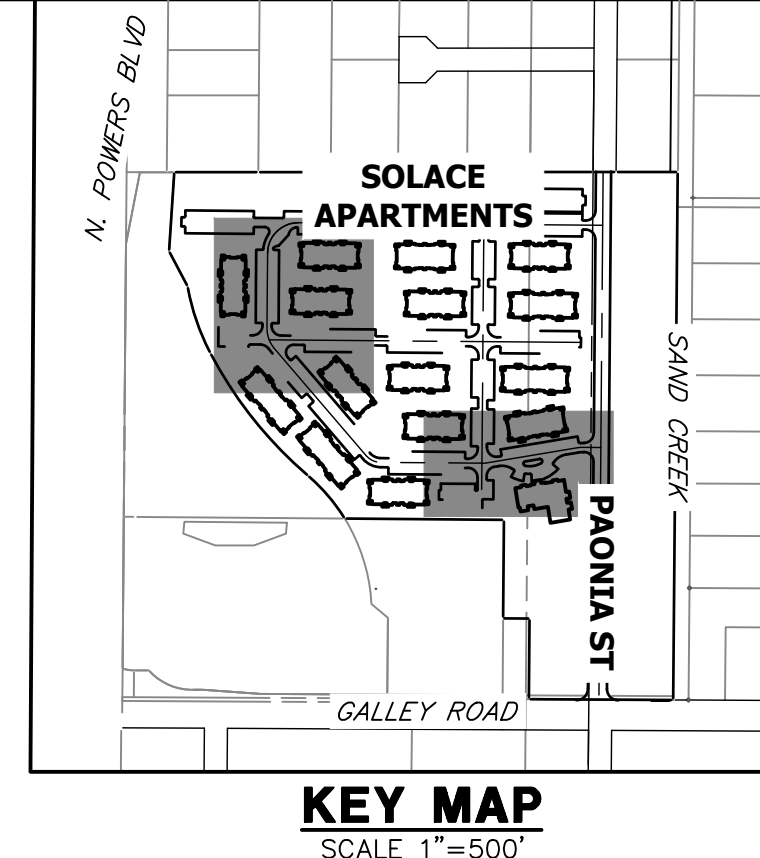 N. POWERS BLVD
SOLACE
APARTMENTS
SAND CREEK
PAONIA ST
GALLEY ROAD
KEY MAP
SCALE 1"=500'